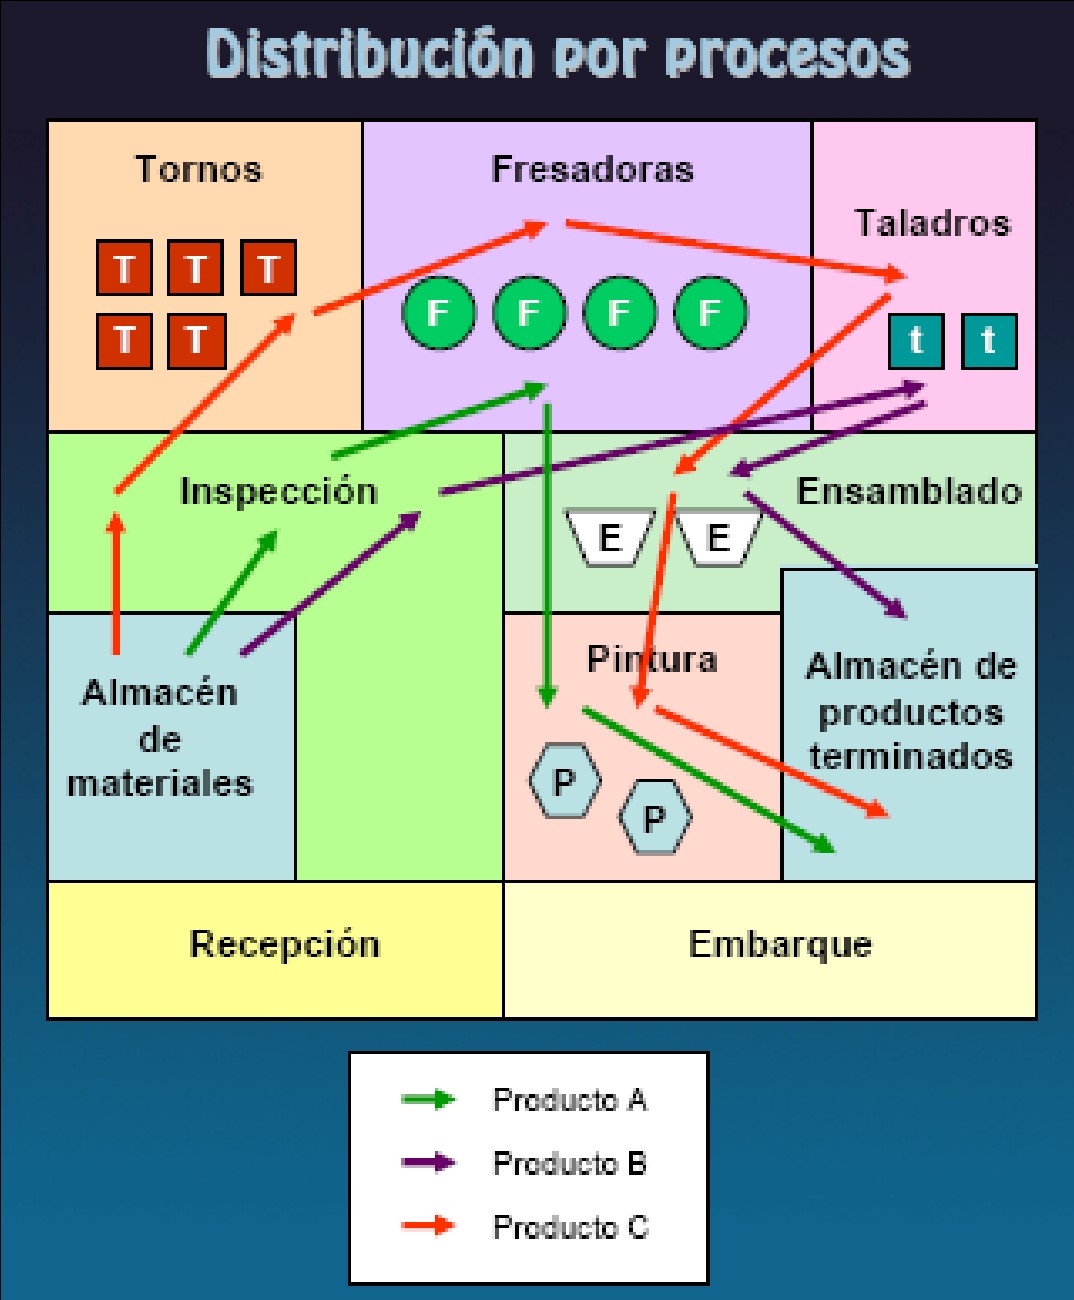 Distribución por procesos
Tornos
Fresadoras
Taladros
T T T
T T
F F F F
t t
Inspección
Ensamblado
E E
Almacén
de
materiales
Pintura
P
P
Almacén de
productos
terminados
Recepción
Embarque
Producto A
Producto B
Producto C